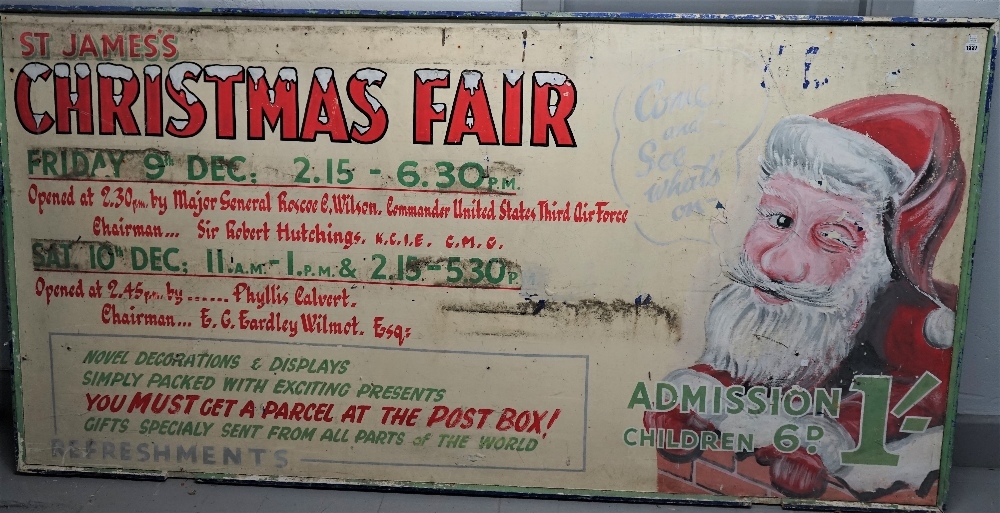 ST JAMES'S
CHRISTMAS FAIR
FRIDAY 9TH DEC: 2.15 - 6.30 P.M.
Opened at 2.30p.m. by Major General Roscoe C. Wilson. Commander United States Third Air Force
Chairman... Sir Robert Hutchings. K.C.I.E. C.M.G.
SAT. 10TH DEC: 11 A.M. - 1.P.M. & 2.15 - 5.30 P.
Opened at 2.45p.m. by ...... Phyllis Calvert.
Chairman... E. G. Eardley Wilmot. Esq:
NOVEL DECORATIONS & DISPLAYS
SIMPLY PACKED WITH EXCITING PRESENTS
YOU MUST GET A PARCEL AT THE POST BOX!
GIFTS SPECIALY SENT FROM ALL PARTS of THE WORLD
REFRESHMENTS
Come
and
See
what's
on
ADMISSION 1/-
CHILDREN 6D
1337